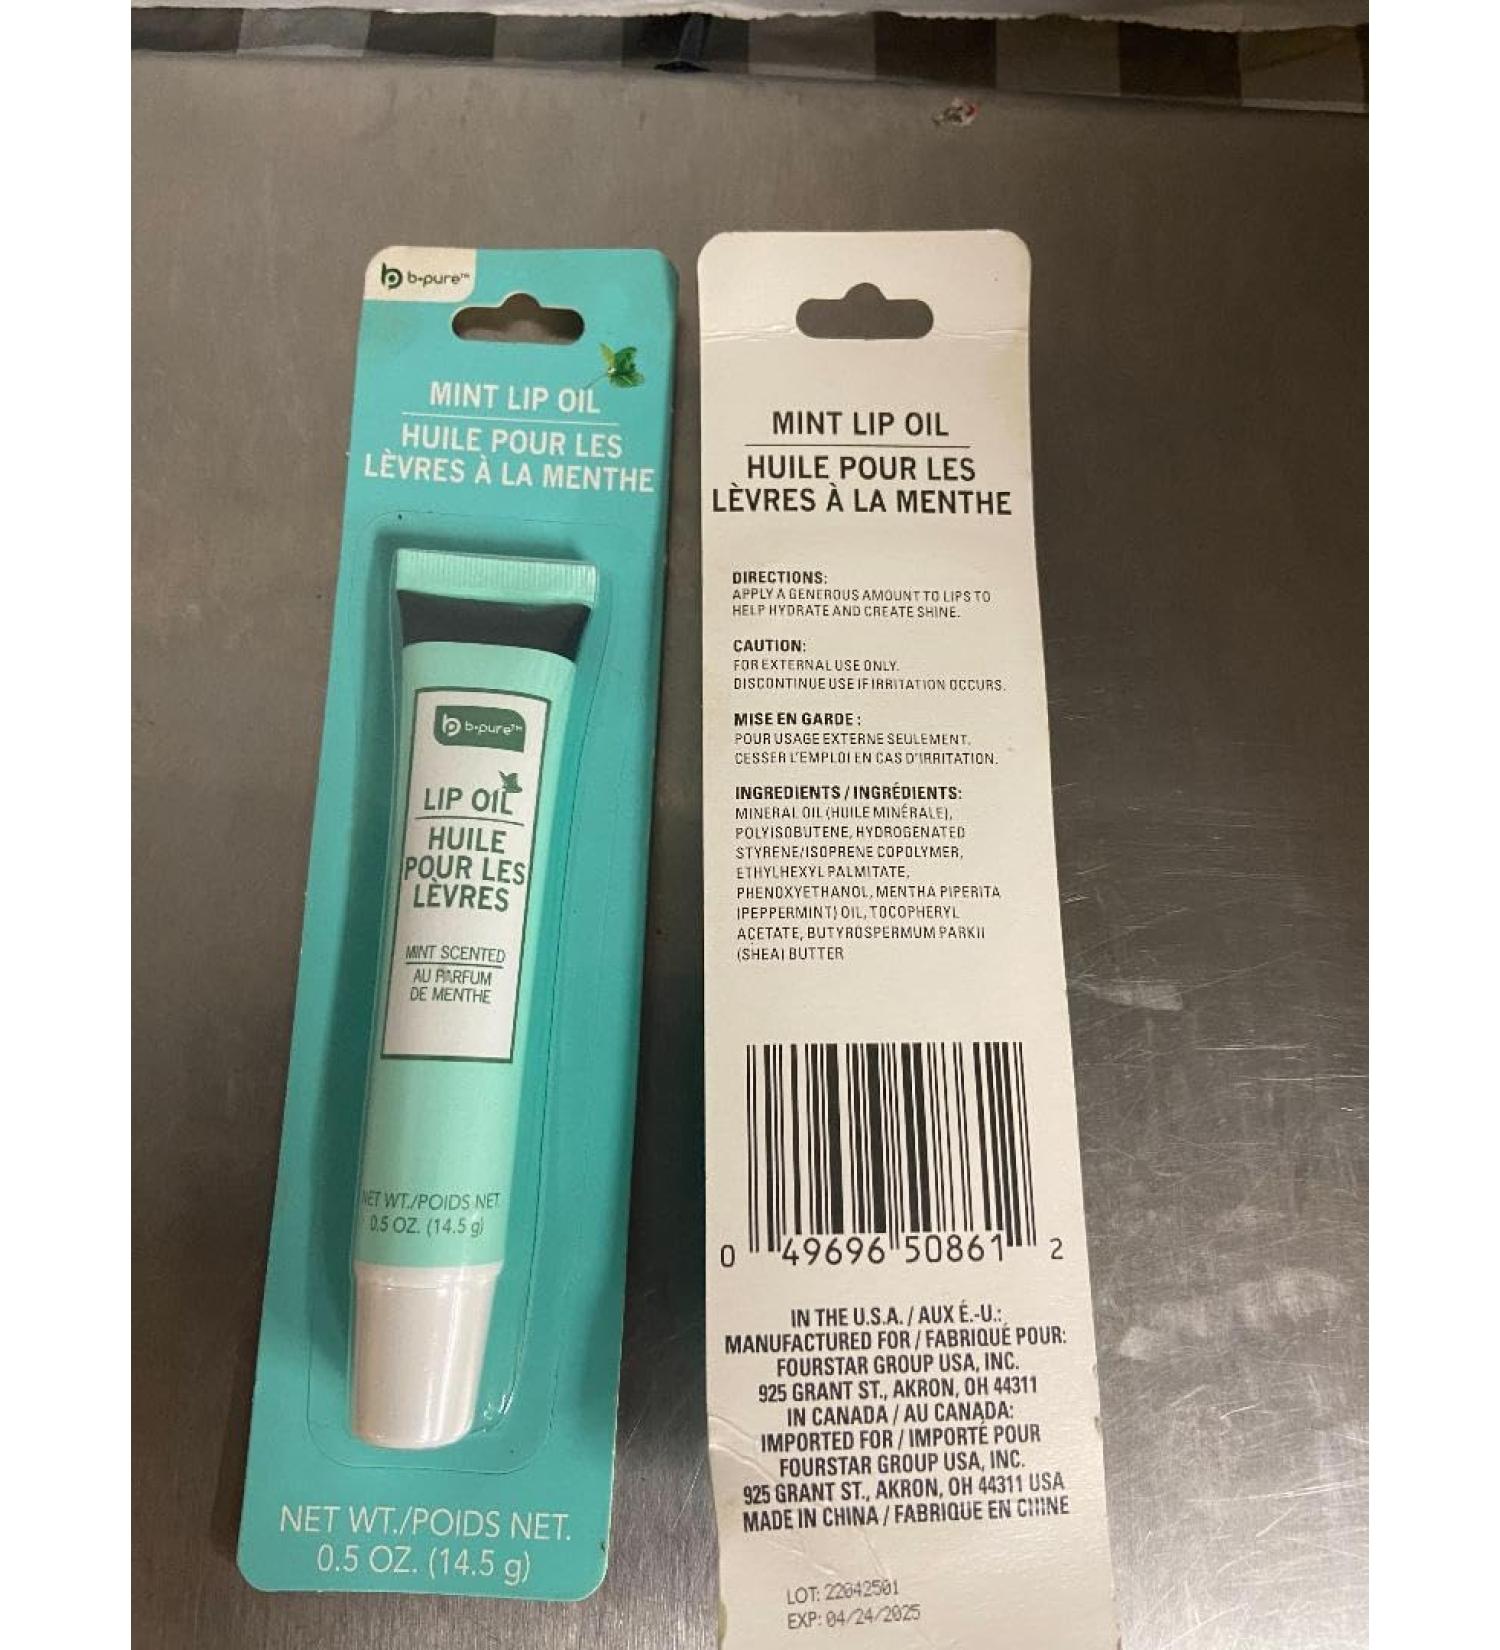 b•pure™
MINT LIP OIL
HUILE POUR LES
LÈVRES À LA MENTHE
b•pure™
LIP OIL
HUILE
POUR LES
LÈVRES
MINT SCENTED
AU PARFUM
DE MENTHE
NET WT./POIDS NET
0.5 OZ. (14.5 g)
NET WT./POIDS NET.
0.5 OZ. (14.5 g)
MINT LIP OIL
HUILE POUR LES
LÈVRES À LA MENTHE
DIRECTIONS:
APPLY A GENEROUS AMOUNT TO LIPS TO
HELP HYDRATE AND CREATE SHINE.
CAUTION:
FOR EXTERNAL USE ONLY.
DISCONTINUE USE IF IRRITATION OCCURS.
MISE EN GARDE :
POUR USAGE EXTERNE SEULEMENT.
CESSER L'EMPLOI EN CAS D'IRRITATION.
INGREDIENTS / INGRÉDIENTS:
MINERAL OIL (HUILE MINÉRALE),
POLYISOBUTENE, HYDROGENATED
STYRENE/ISOPRENE COPOLYMER,
ETHYLHEXYL PALMITATE,
PHENOXYETHANOL, MENTHA PIPERITA
(PEPPERMINT) OIL, TOCOPHERYL
ACETATE, BUTYROSPERMUM PARKII
(SHEA) BUTTER
0 49696 50861 2
IN THE U.S.A. / AUX É.-U.:
MANUFACTURED FOR / FABRIQUÉ POUR:
FOURSTAR GROUP USA, INC.
925 GRANT ST., AKRON, OH 44311
IN CANADA / AU CANADA:
IMPORTED FOR / IMPORTÉ POUR
FOURSTAR GROUP USA, INC.
925 GRANT ST., AKRON, OH 44311 USA
MADE IN CHINA / FABRIQUE EN CHINE
LOT: 22042501
EXP: 04/24/2025